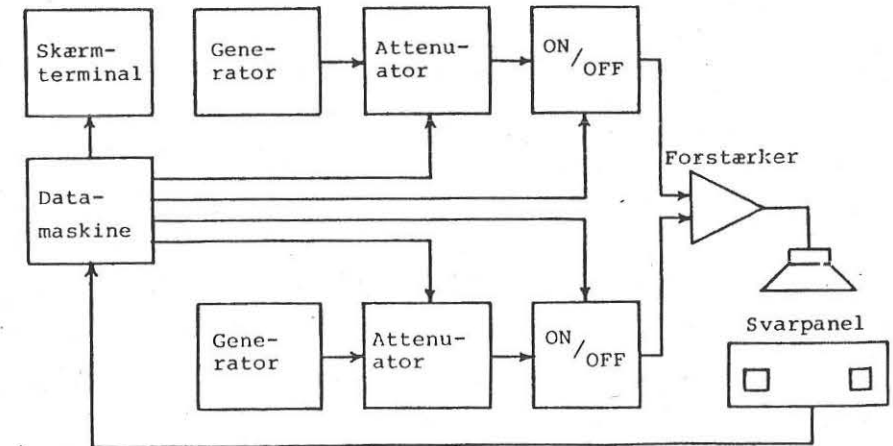 Skærm-
terminal
Gene-
rator
Attenu-
ator
ON/OFF
Forstærker
Data-
maskine
Gene-
rator
Attenu-
ator
ON/OFF
Svarpanel